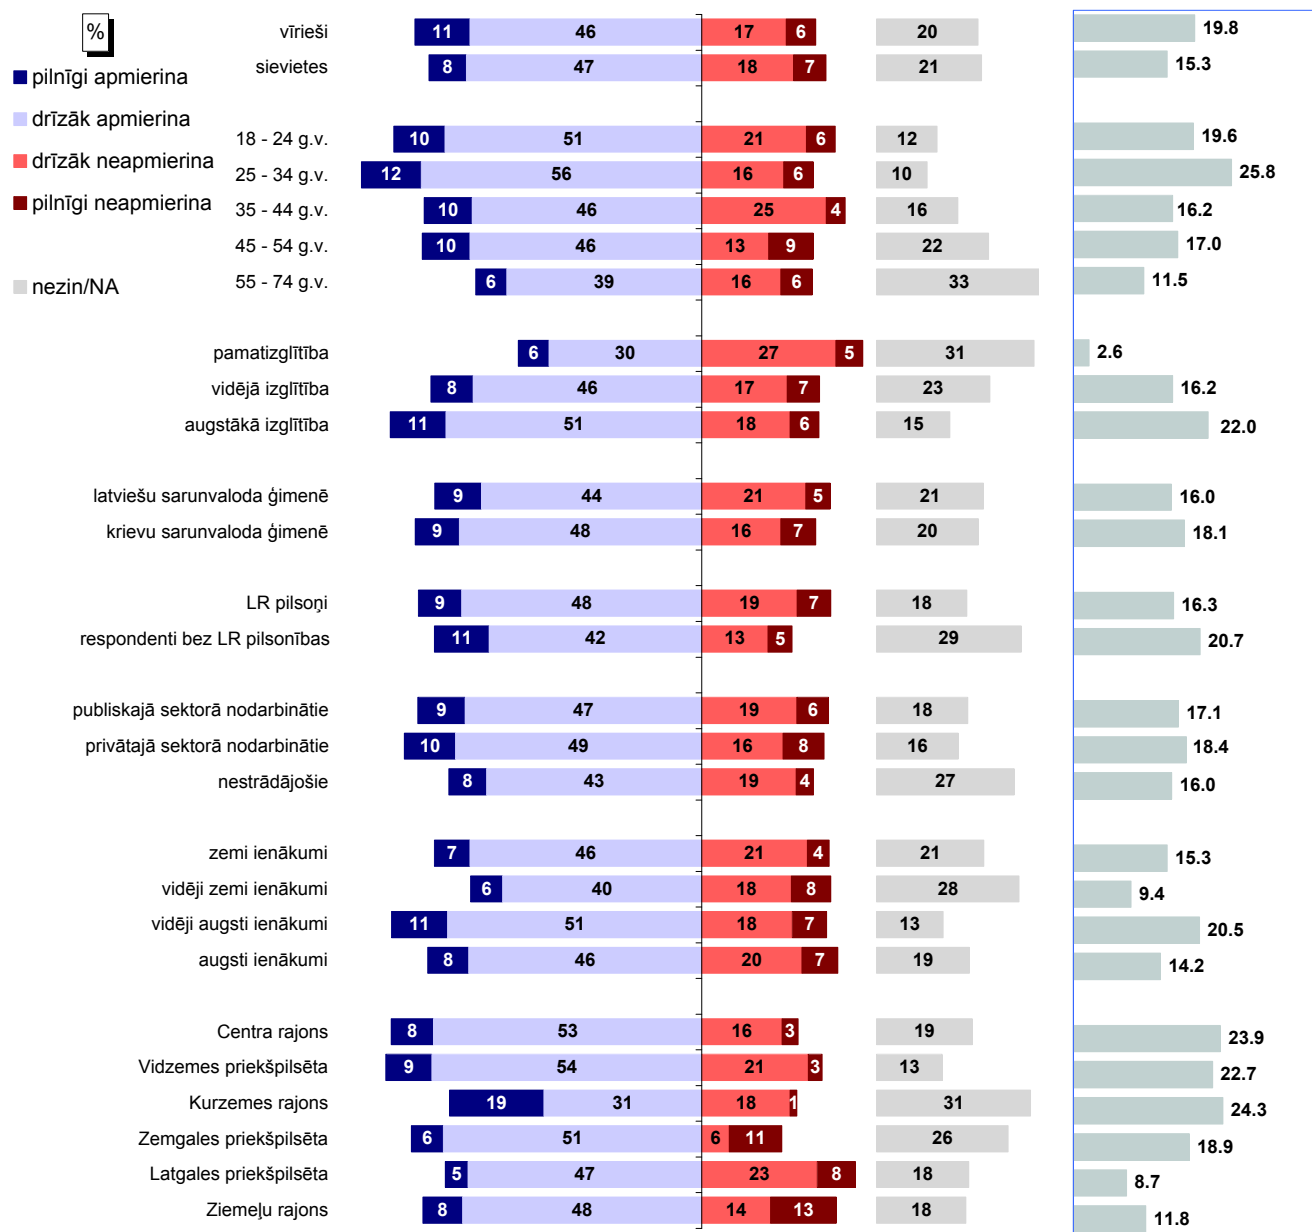 %
pilnīgi apmierina
drīzāk apmierina
drīzāk neapmierina
pilnīgi neapmierina
nezin/NA
vīrieši 11 46 17 6 20 19.8
sievietes 8 47 18 7 21 15.3
18 - 24 g.v. 10 51 21 6 12 19.6
25 - 34 g.v. 12 56 16 6 10 25.8
35 - 44 g.v. 10 46 25 4 16 16.2
45 - 54 g.v. 10 46 13 9 22 17.0
55 - 74 g.v. 6 39 16 6 33 11.5
pamatizglītība 6 30 27 5 31 2.6
vidējā izglītība 8 46 17 7 23 16.2
augstākā izglītība 11 51 18 6 15 22.0
latviešu sarunvaloda ģimenē 9 44 21 5 21 16.0
krievu sarunvaloda ģimenē 9 48 16 7 20 18.1
LR pilsoņi 9 48 19 7 18 16.3
respondenti bez LR pilsonības 11 42 13 5 29 20.7
publiskajā sektorā nodarbinātie 9 47 19 6 18 17.1
privātajā sektorā nodarbinātie 10 49 16 8 16 18.4
nestrādājošie 8 43 19 4 27 16.0
zemi ienākumi 7 46 21 4 21 15.3
vidēji zemi ienākumi 6 40 18 8 28 9.4
vidēji augsti ienākumi 11 51 18 7 13 20.5
augsti ienākumi 8 46 20 7 19 14.2
Centra rajons 8 53 16 3 19 23.9
Vidzemes priekšpilsēta 9 54 21 3 13 22.7
Kurzemes rajons 19 31 18 1 31 24.3
Zemgales priekšpilsēta 6 51 6 11 26 18.9
Latgales priekšpilsēta 5 47 23 8 18 8.7
Ziemeļu rajons 8 48 14 13 18 11.8